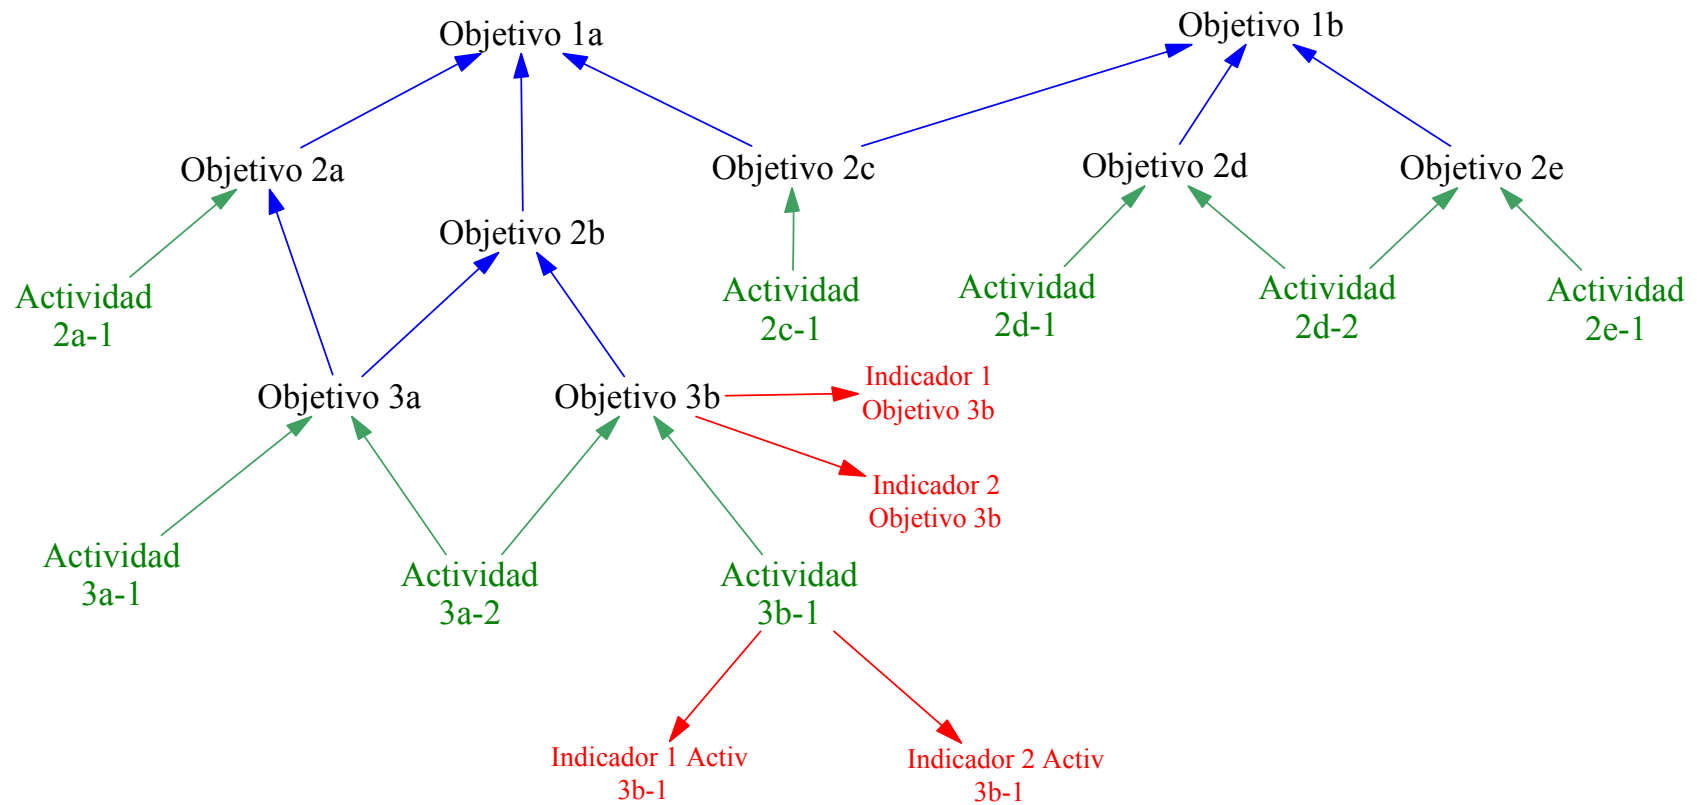 Objetivo 1a
Objetivo 1b
Objetivo 2a
Objetivo 2c
Objetivo 2d
Objetivo 2e
Objetivo 2b
Actividad
2a-1
Actividad
2c-1
Actividad
2d-1
Actividad
2d-2
Actividad
2e-1
Objetivo 3a
Objetivo 3b
Indicador 1
Objetivo 3b
Indicador 2
Objetivo 3b
Actividad
3a-1
Actividad
3a-2
Actividad
3b-1
Indicador 1 Activ
3b-1
Indicador 2 Activ
3b-1